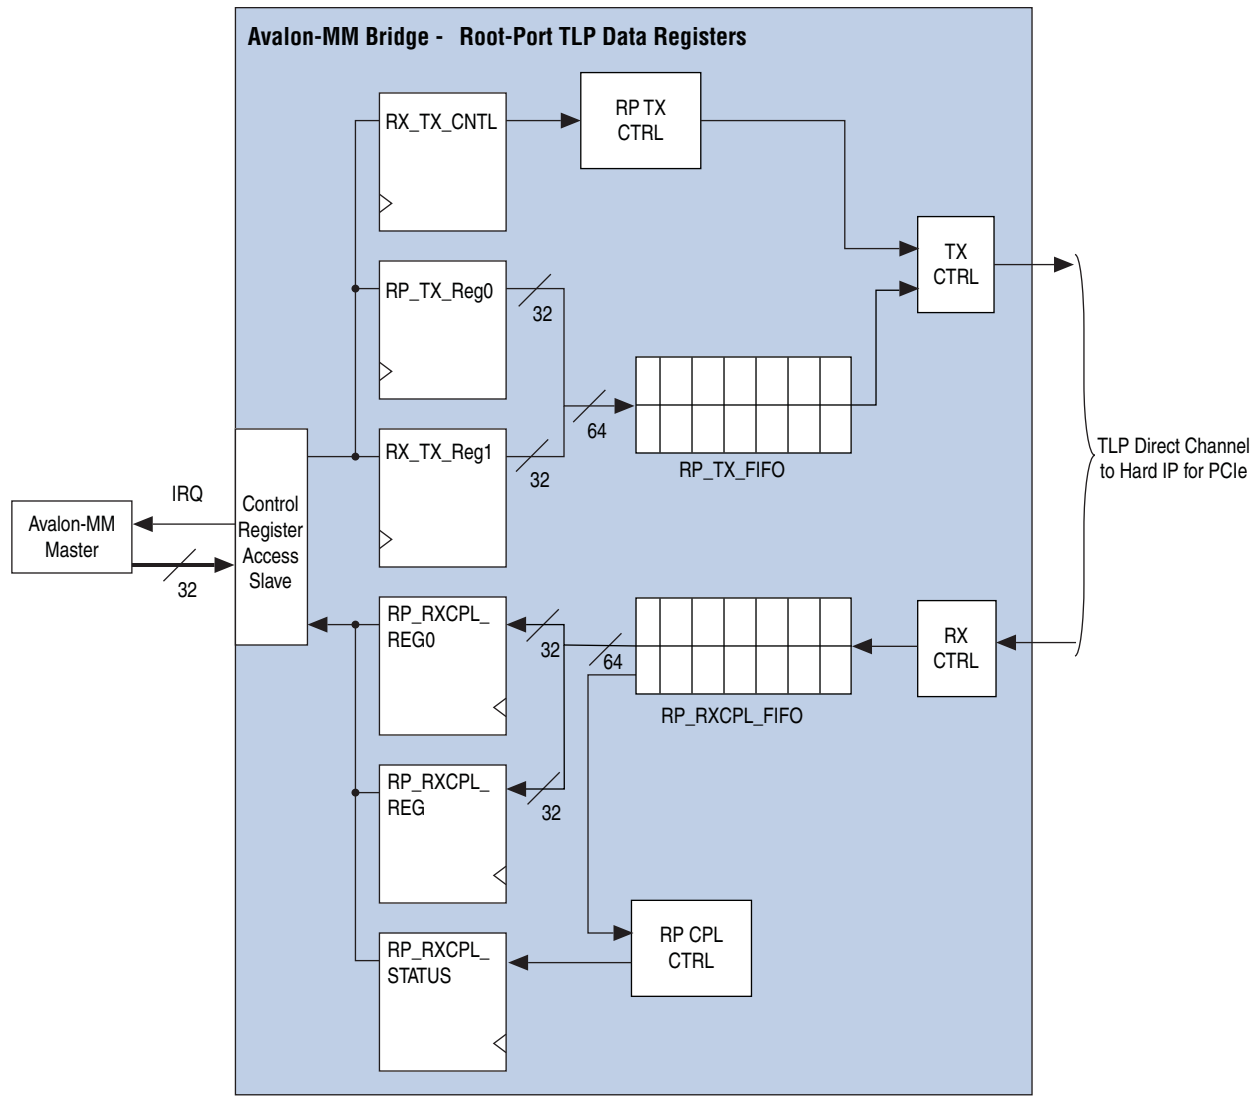 Avalon-MM Bridge - Root-Port TLP Data Registers
RX_TX_CNTL
RP TX
CTRL
TX
CTRL
RP_TX_Reg0
32
64
RP_TX_FIFO
RX_TX_Reg1
32
TLP Direct Channel
to Hard IP for PCIe
IRQ
Avalon-MM
Master
32
Control
Register
Access
Slave
RP_RXCPL_
REG0
32
64
RP_RXCPL_FIFO
RX
CTRL
RP_RXCPL_
REG
32
RP_RXCPL_
STATUS
RP CPL
CTRL